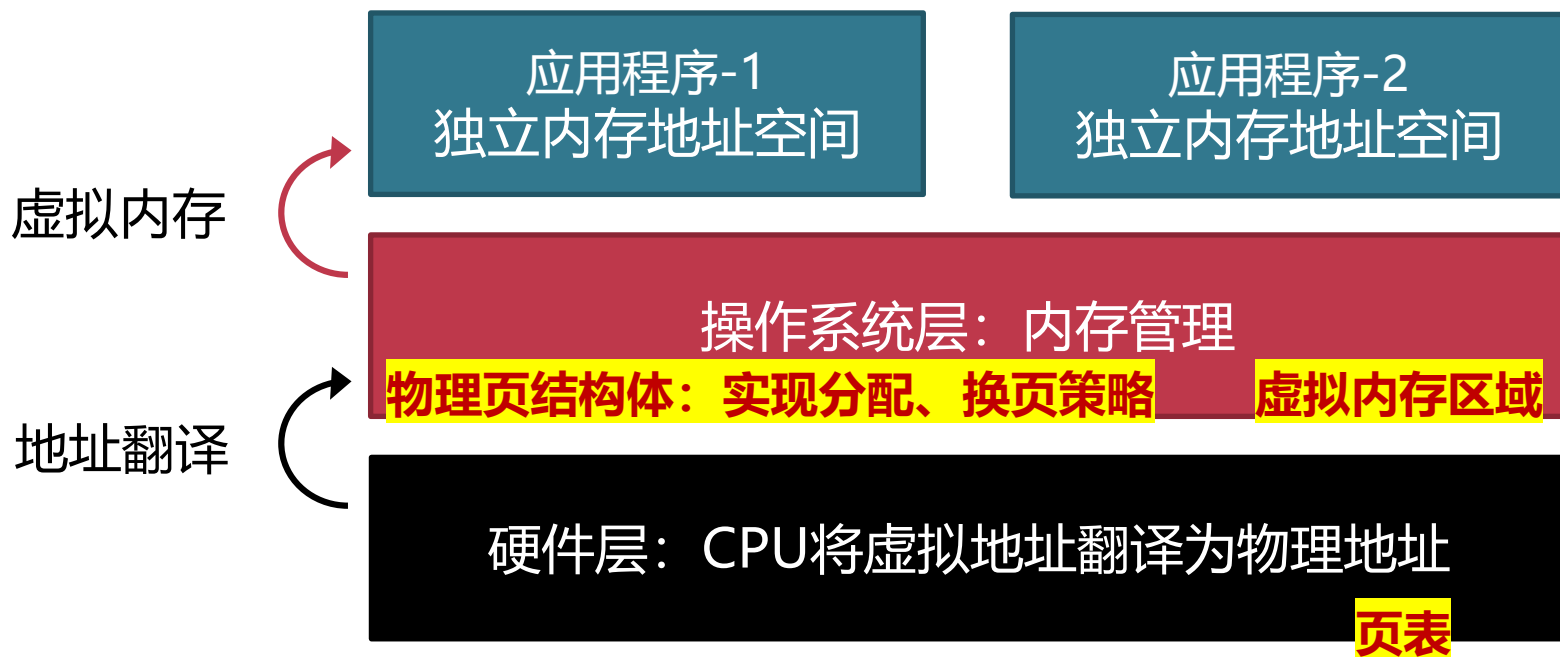 应用程序-1
独立内存地址空间
应用程序-2
独立内存地址空间
虚拟内存
操作系统层：内存管理
物理页结构体：实现分配、换页策略
虚拟内存区域
地址翻译
硬件层：CPU将虚拟地址翻译为物理地址
页表